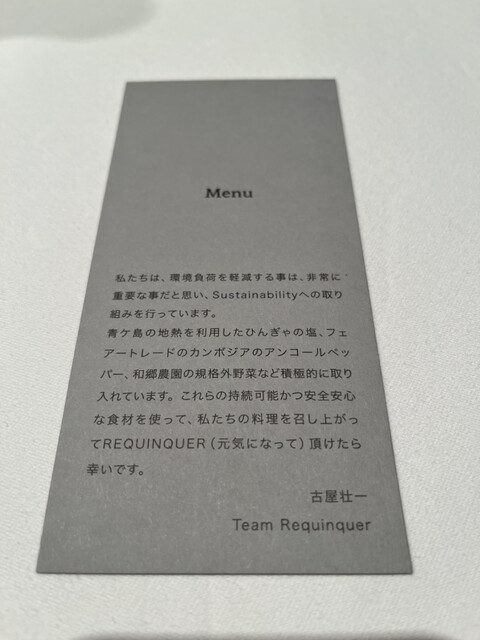 Menu
私たちは、環境負荷を軽減する事は、非常に
重要な事だと思い、Sustainabilityへの取り
組みを行っています。
青ケ島の地熱を利用したひんぎゃの塩、フェ
アートレードのカンボジアのアンコールペッ
パー、和郷農園の規格外野菜など積極的に取り
入れています。これらの持続可能かつ安全安心
な食材を使って、私たちの料理を召し上がっ
てREQUINQUER（元気になって）頂けたら
幸いです。
古屋壮一
Team Requinquer